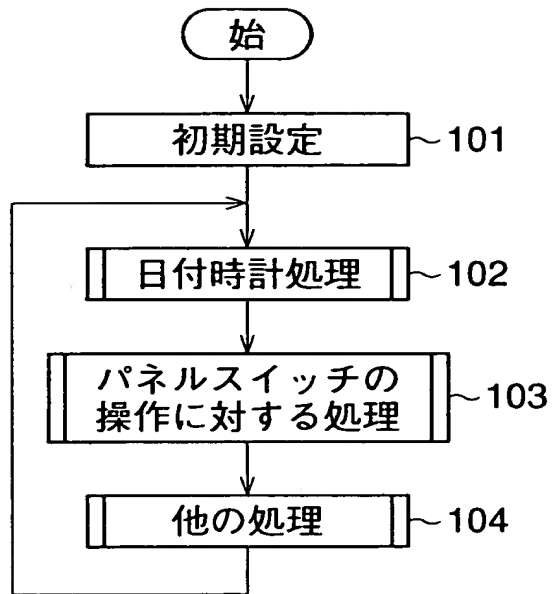 始
初期設定 ~101
日付時計処理 ~102
パネルスイッチの
操作に対する処理 ~103
他の処理 ~104